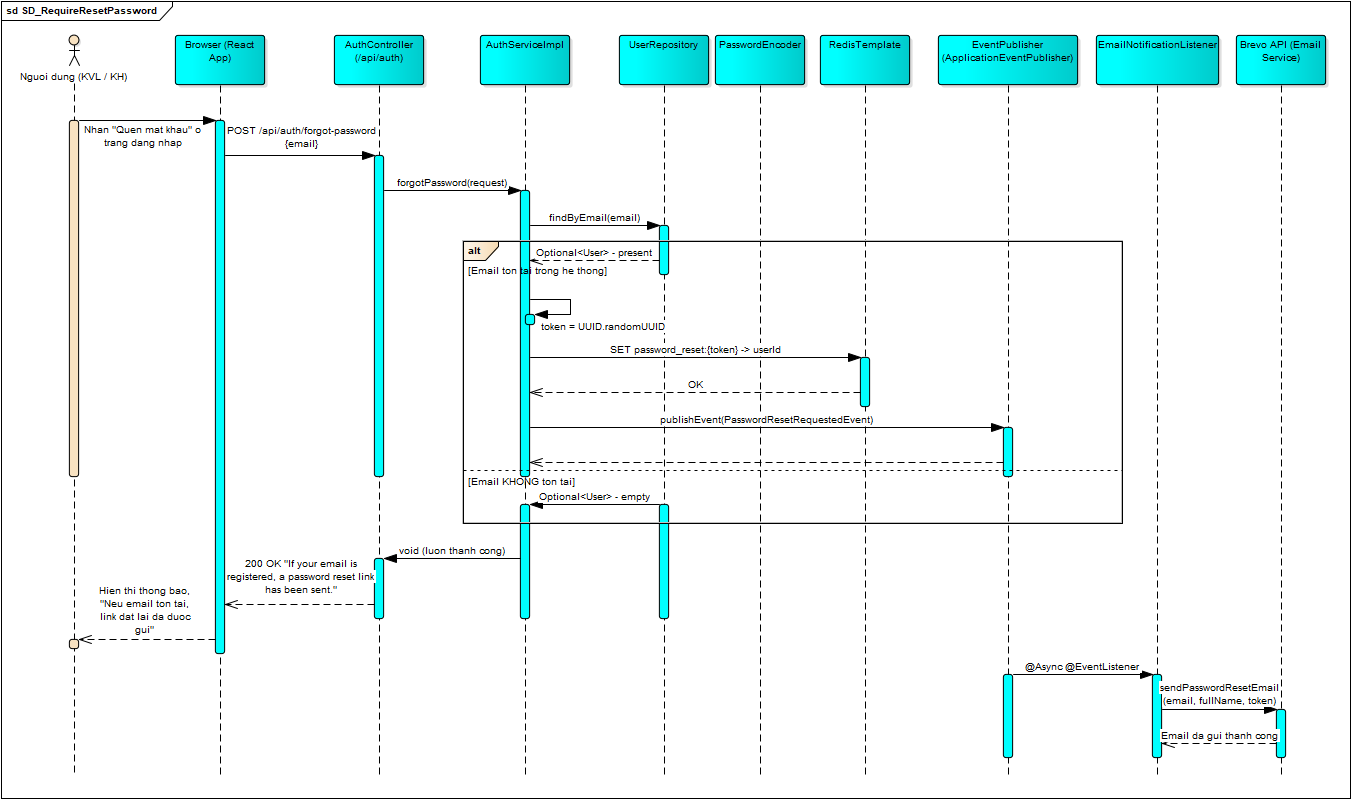 sd SD_RequireResetPassword
Nguoi dung (KVL / KH)
Browser (React
App)
AuthController
(/api/auth)
AuthServiceImpl
UserRepository
PasswordEncoder
RedisTemplate
EventPublisher
(ApplicationEventPublisher)
EmailNotificationListener
Brevo API (Email
Service)
Nhan "Quen mat khau" o
trang dang nhap
POST /api/auth/forgot-password
{email}
forgotPassword(request)
findByEmail(email)
alt
Optional<User> - present
[Email ton tai trong he thong]
token = UUID.randomUUID
SET password_reset:{token} -> userId
OK
publishEvent(PasswordResetRequestedEvent)
[Email KHONG ton tai]
Optional<User> - empty
void (luon thanh cong)
200 OK "If your email is
registered, a password reset link
has been sent."
Hien thi thong bao,
"Neu email ton tai,
link dat lai da duoc
gui"
@Async @EventListener
sendPasswordResetEmail
(email, fullName, token)
Email da gui thanh cong